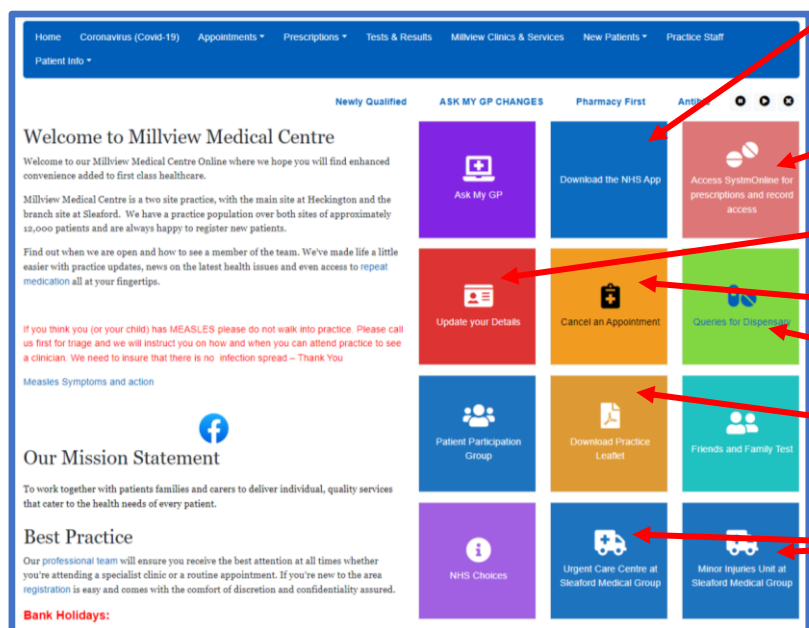 Home Coronavirus (Covid-19) Appointments Prescriptions Tests & Results Millview Clinics & Services New Patients Practice Staff
Patient Info
Newly Qualified ASK MY GP CHANGES Pharmacy First
Welcome to Millview Medical Centre
Welcome to our Millview Medical Centre Online where we hope you will find enhanced
convenience added to first class healthcare.
Millview Medical Centre is a two site practice, with the main site at Heckington and the
branch site at Sleaford. We have a practice population over both sites of approximately
12,000 patients and are always happy to register new patients.
Find out when we are open and how to see a member of the team. We've made life a little
easier with practice updates, news on the latest health issues and even access to repeat
medication all at your fingertips.
If you think you (or your child) has MEASLES please do not walk into practice. Please call
us first for triage and we will instruct you on how and when you can attend practice to see
a clinician. We need to insure that there is no infection spread – Thank You
Measles Symptoms and action
Our Mission Statement
To work together with patients families and carers to deliver individual, quality services
that cater to the health needs of every patient.
Best Practice
Our professional team will ensure you receive the best attention at all times whether
you're attending a specialist clinic or a routine appointment. If you're new to the area
registration is easy and comes with the comfort of discretion and confidentiality assured.
Bank Holidays:
Ask My GP
Download the NHS App
Access SystmOnline for
prescriptions and record
access
Update your Details
Cancel an Appointment
Queries for Dispensary
Patient Participation
Group
Download Practice
Leaflet
Friends and Family Test
NHS Choices
Urgent Care Centre at
Sleaford Medical Group
Minor Injuries Unit at
Sleaford Medical Group